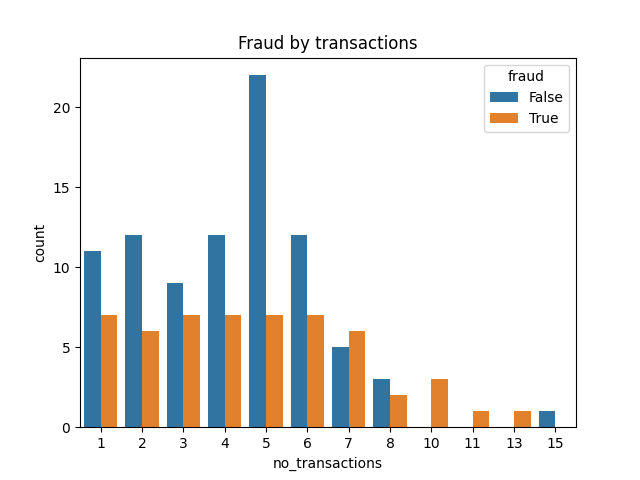 Fraud by transactions
fraud
False
True
20
15
10
5
0
count
1 2 3 4 5 6 7 8 10 11 13 15
no_transactions